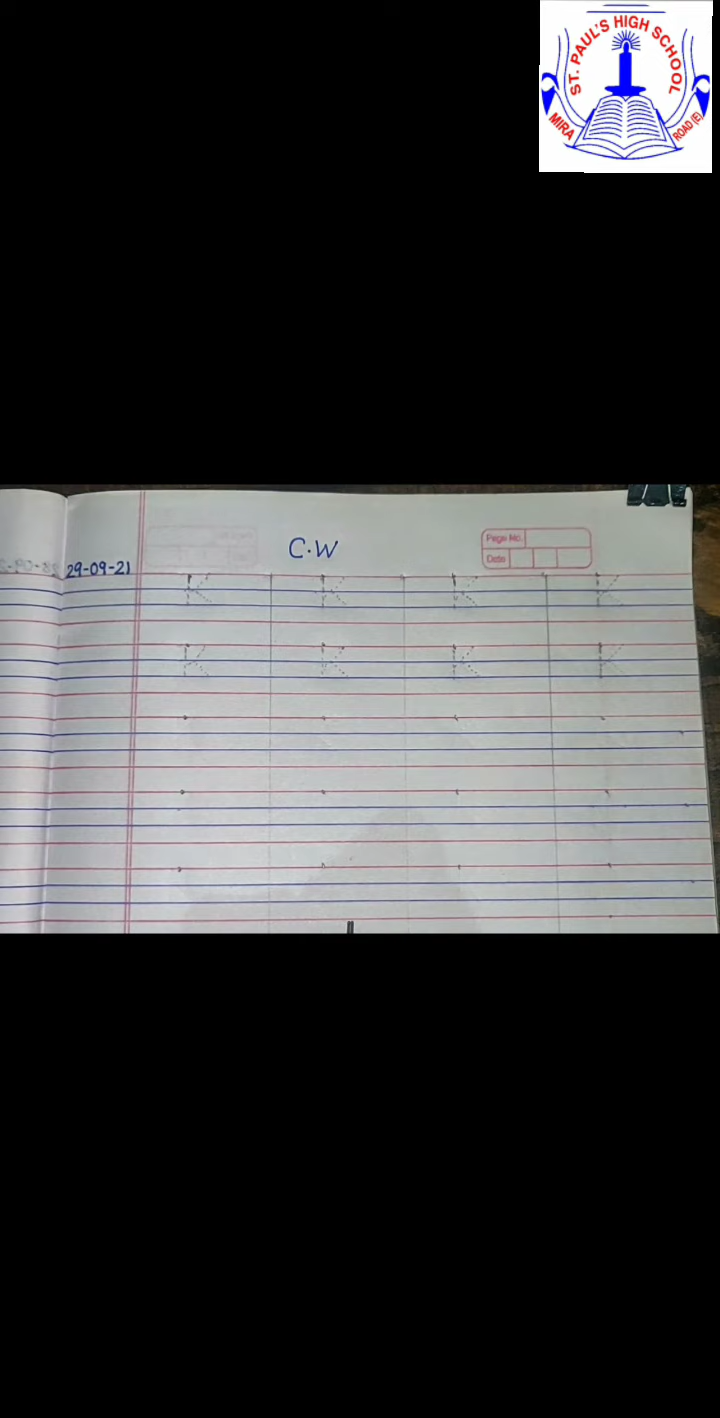 ST. PAUL'S HIGH SCHOOL
MIRA ROAD (E)
C.W
Page No.
Date
29-09-21
K K K K
K K K K